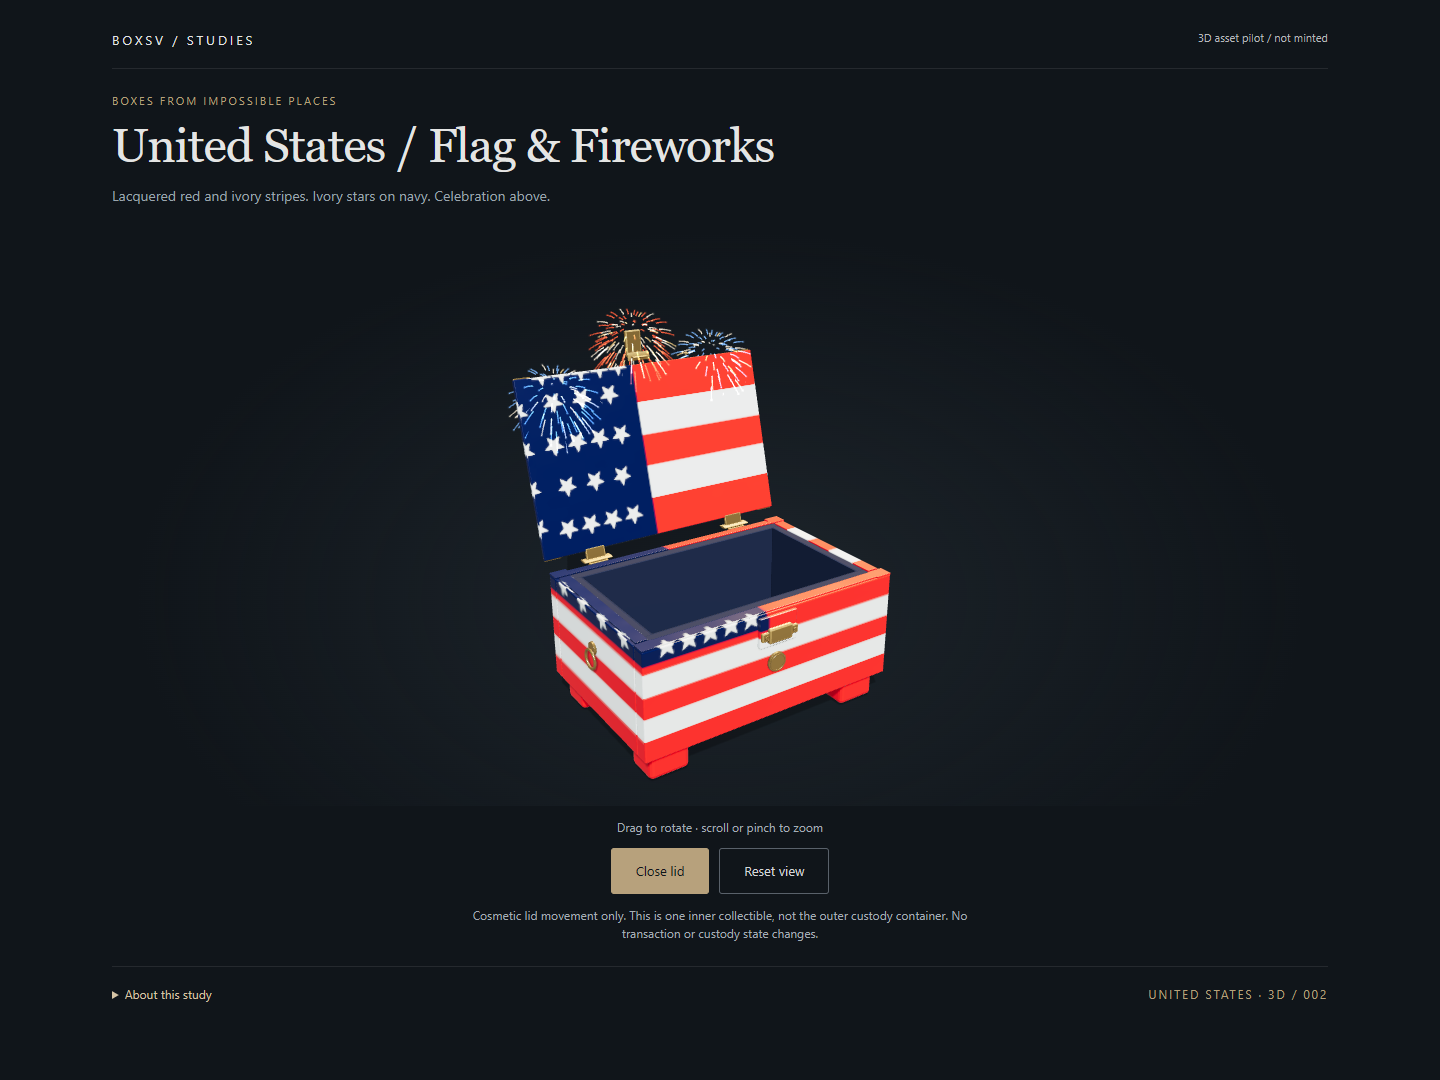 BOXSV / STUDIES
3D asset pilot / not minted
BOXES FROM IMPOSSIBLE PLACES
United States / Flag & Fireworks
Lacquered red and ivory stripes. Ivory stars on navy. Celebration above.
Drag to rotate · scroll or pinch to zoom
Close lid
Reset view
Cosmetic lid movement only. This is one inner collectible, not the outer custody container. No
transaction or custody state changes.
About this study
UNITED STATES · 3D / 002